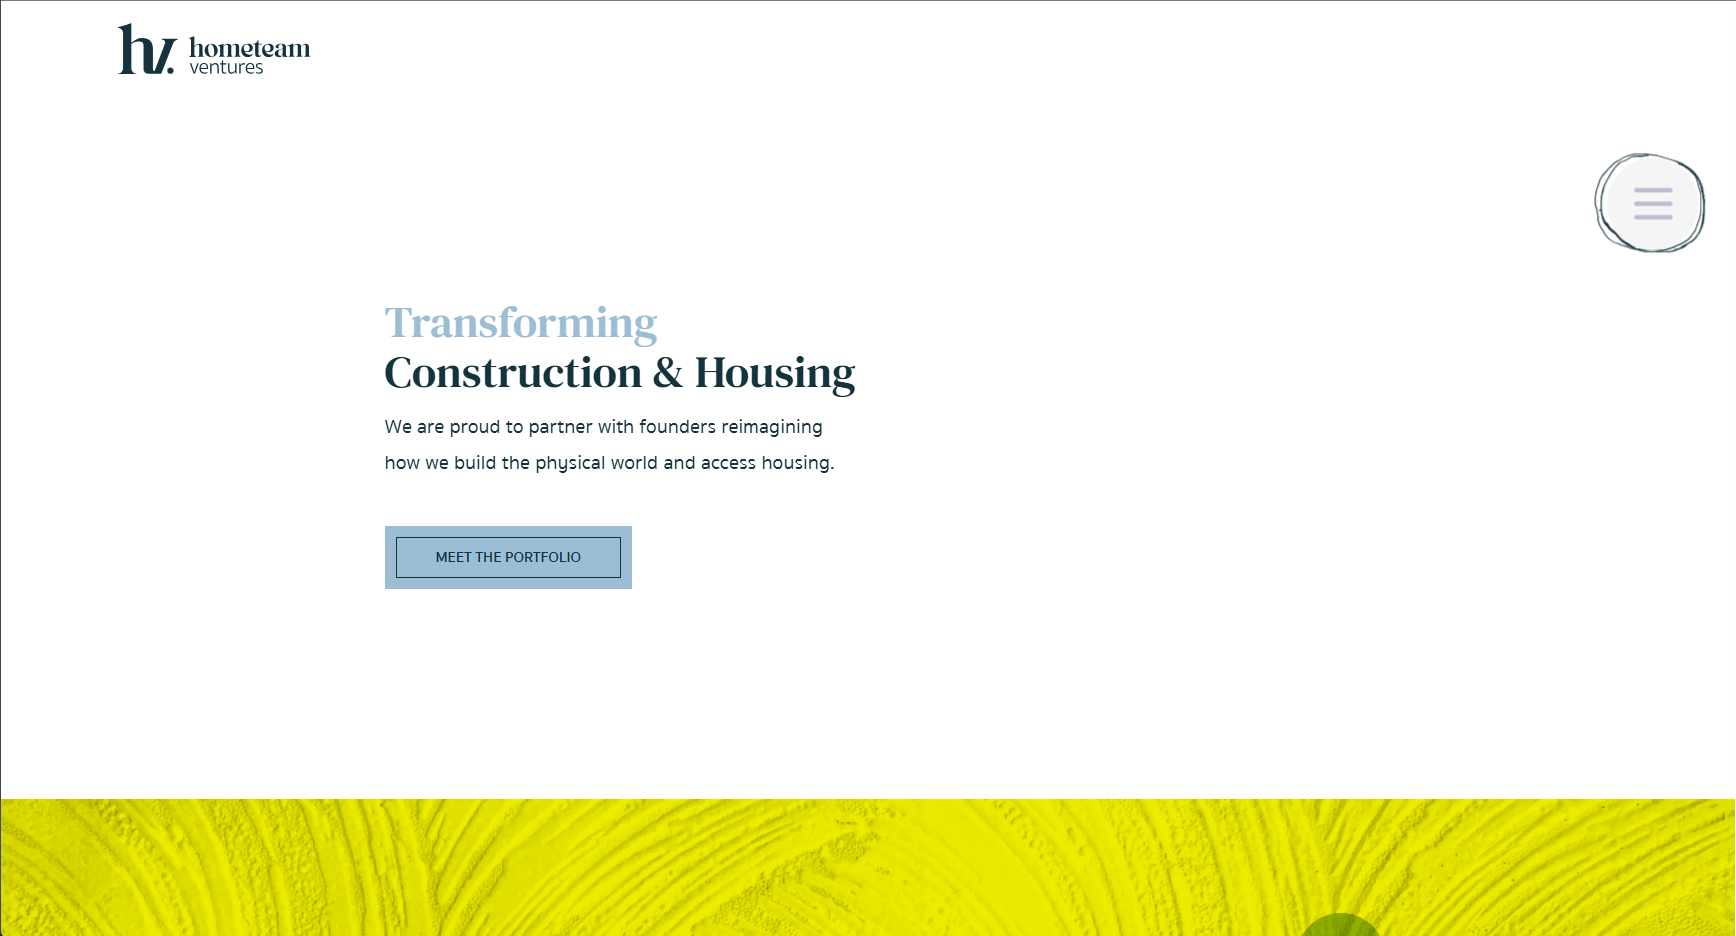 hv.
hometeam
ventures
Transforming
Construction & Housing
We are proud to partner with founders reimagining
how we build the physical world and access housing.
MEET THE PORTFOLIO